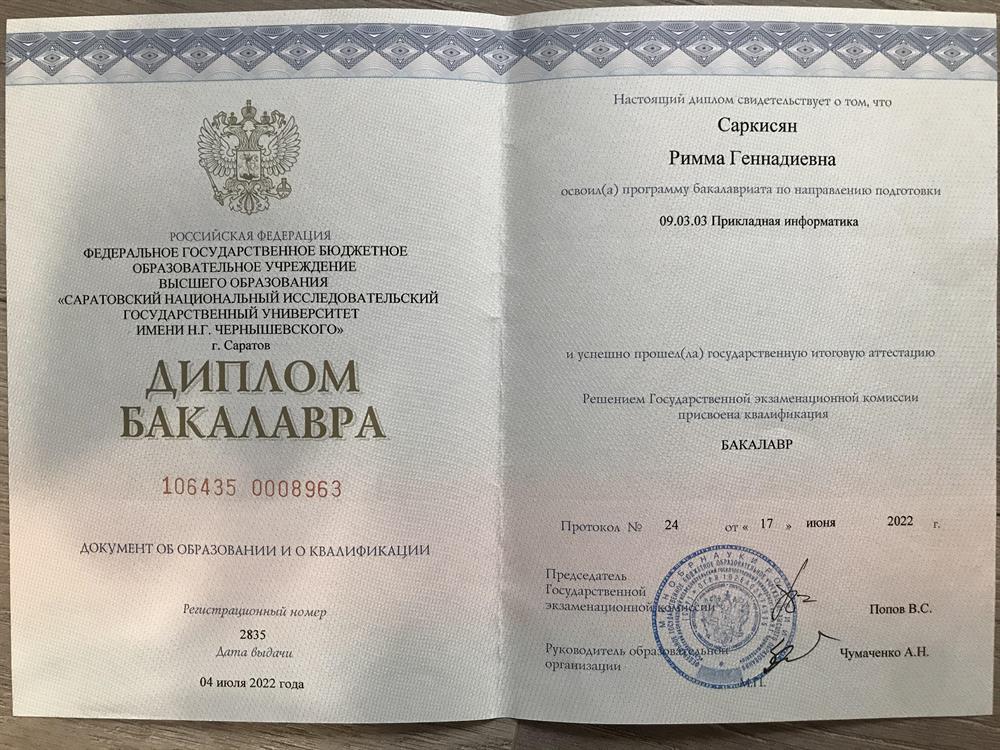 РОССИЙСКАЯ ФЕДЕРАЦИЯ
ФЕДЕРАЛЬНОЕ ГОСУДАРСТВЕННОЕ БЮДЖЕТНОЕ
ОБРАЗОВАТЕЛЬНОЕ УЧРЕЖДЕНИЕ
ВЫСШЕГО ОБРАЗОВАНИЯ
«САРАТОВСКИЙ НАЦИОНАЛЬНЫЙ ИССЛЕДОВАТЕЛЬСКИЙ
ГОСУДАРСТВЕННЫЙ УНИВЕРСИТЕТ
ИМЕНИ Н.Г. ЧЕРНЫШЕВСКОГО»
г. Саратов
ДИПЛОМ
БАКАЛАВРА
106435 0008963
ДОКУМЕНТ ОБ ОБРАЗОВАНИИ И О КВАЛИФИКАЦИИ
Регистрационный номер
2835
Дата выдачи
04 июля 2022 года
Настоящий диплом свидетельствует о том, что
Саркисян
Римма Геннадиевна
освоил(а) программу бакалавриата по направлению подготовки
09.03.03 Прикладная информатика
и успешно прошел(ла) государственную итоговую аттестацию
Решением Государственной экзаменационной комиссии
присвоена квалификация
БАКАЛАВР
Протокол № 24 от « 17 » июня 2022 г.
Председатель
Государственной
экзаменационной комиссии
Попов В.С.
Руководитель образовательной
организации
Чумаченко А.Н.
М.П.